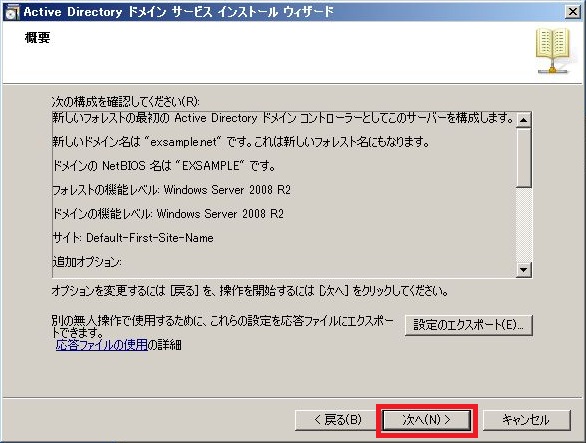 Active Directory ドメイン サービス インストール ウィザード
概要
次の構成を確認してください(R):
新しいフォレストの最初の Active Directory ドメイン コントローラーとしてこのサーバーを構成します。
新しいドメイン名は "exsample.net" です。これは新しいフォレスト名にもなります。
ドメインの NetBIOS 名は "EXSAMPLE" です。
フォレストの機能レベル: Windows Server 2008 R2
ドメインの機能レベル: Windows Server 2008 R2
サイト: Default-First-Site-Name
追加オプション:
オプションを変更するには [戻る] を、操作を開始するには [次へ] をクリックしてください。
別の無人操作で使用するために、これらの設定を応答ファイルにエクスポー
トできます。
設定のエクスポート(E)...
応答ファイルの使用の詳細
< 戻る(B)
次へ(N) >
キャンセル